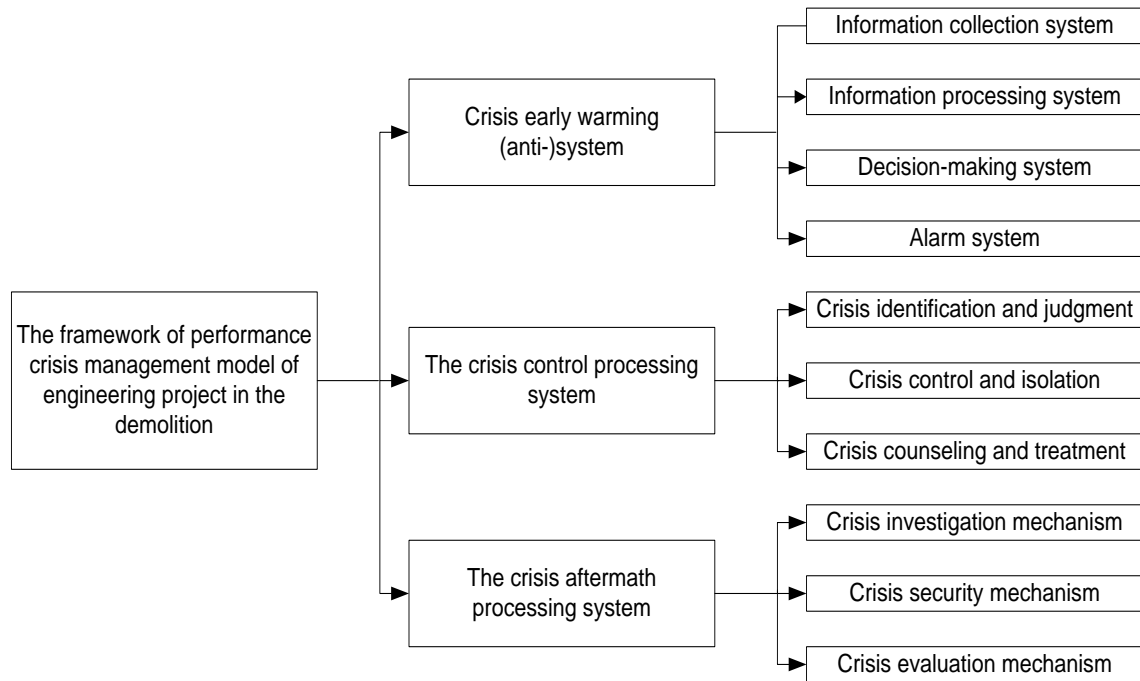 The framework of performance
crisis management model of
engineering project in the
demolition
Crisis early warming
(anti-)system
Information collection system
Information processing system
Decision-making system
Alarm system
The crisis control processing
system
Crisis identification and judgment
Crisis control and isolation
Crisis counseling and treatment
The crisis aftermath
processing system
Crisis investigation mechanism
Crisis security mechanism
Crisis evaluation mechanism